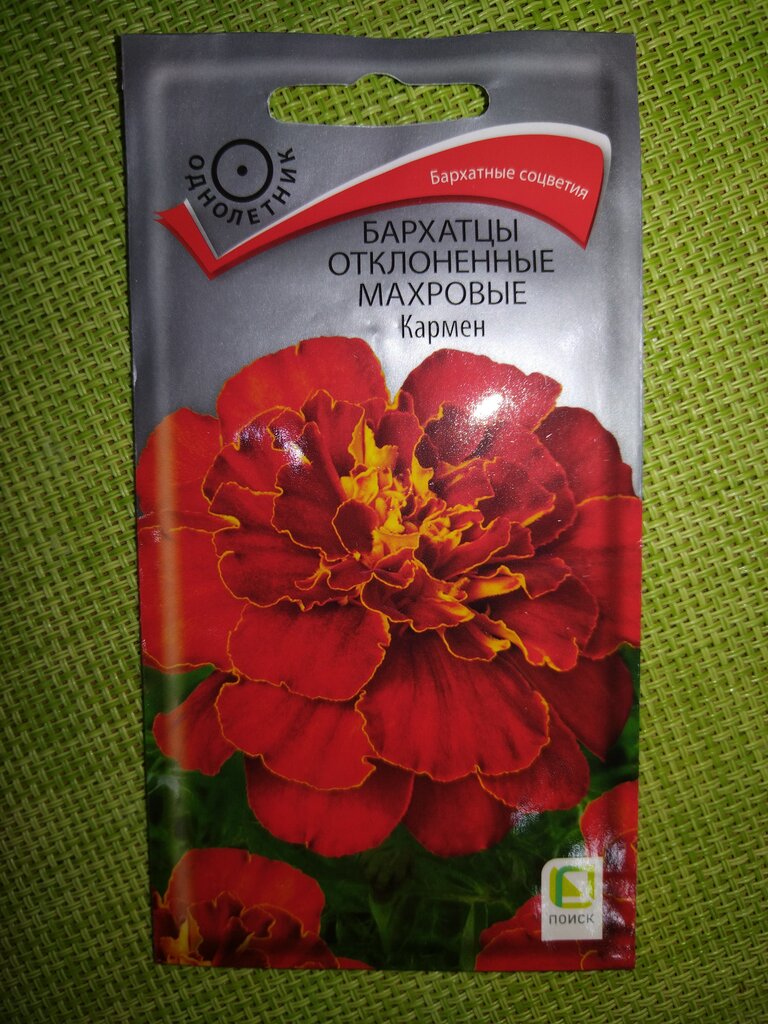 ОДНОЛЕТНИК
Бархатные соцветия
БАРХАТЦЫ
ОТКЛОНЕННЫЕ
МАХРОВЫЕ
Кармен
ПОИСК